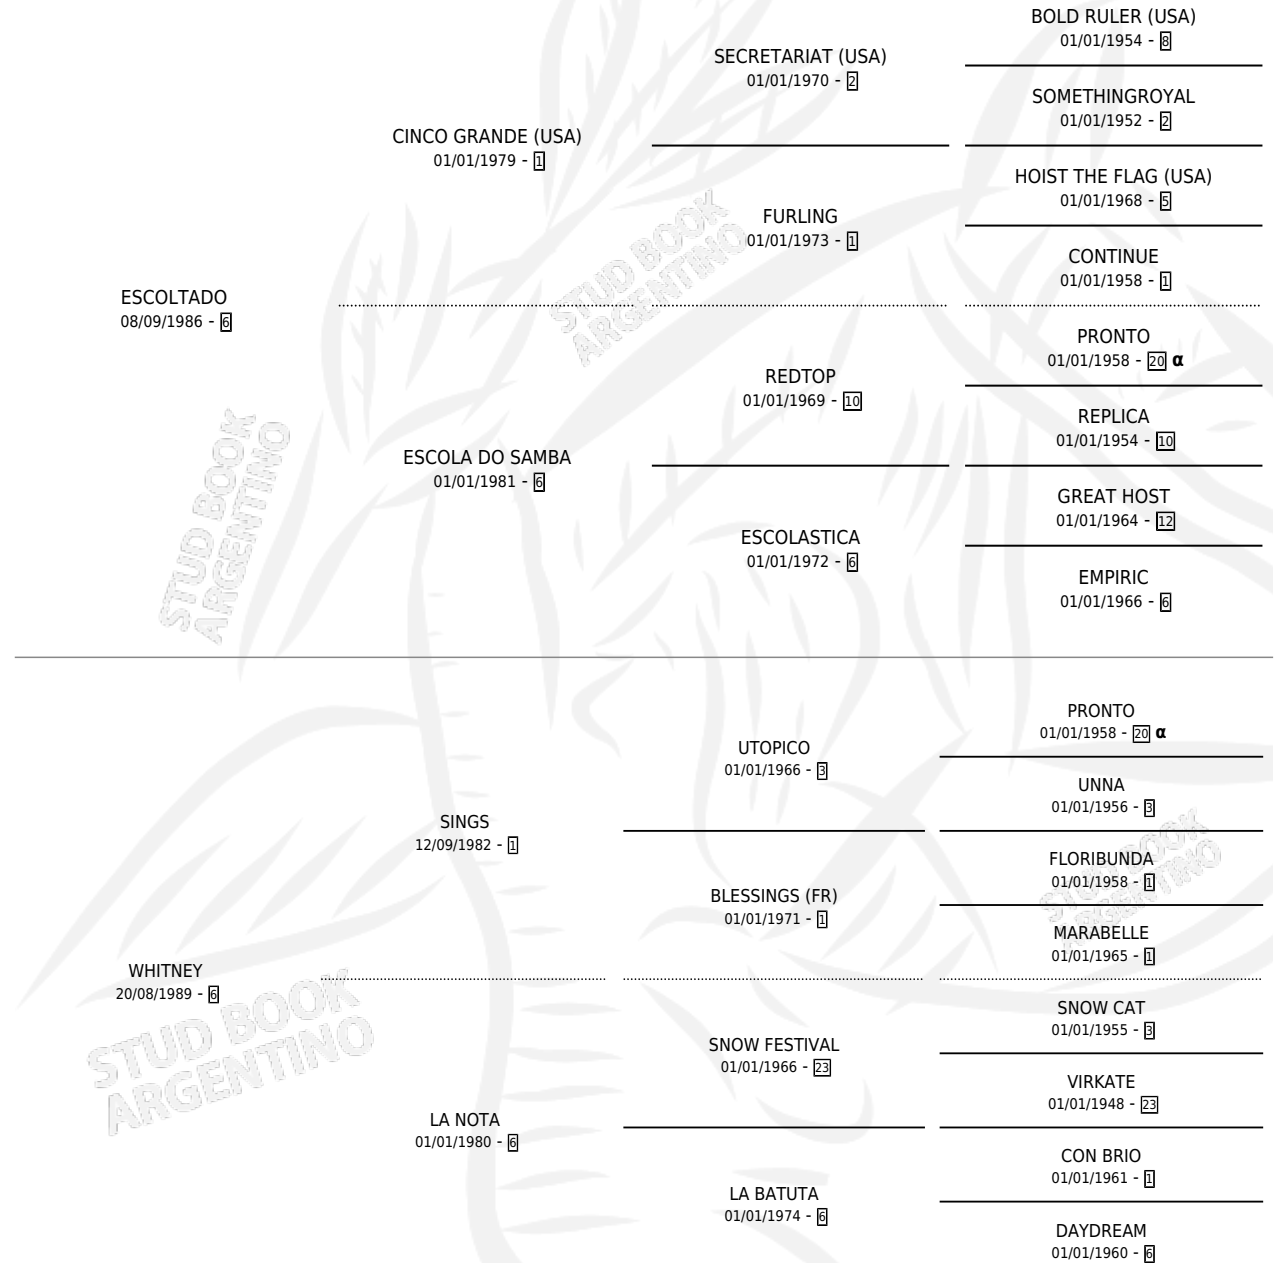 BOLD RULER (USA)
01/01/1954 - 8
SECRETARIAT (USA)
01/01/1970 - 2
SOMETHINGROYAL
01/01/1952 - 2
CINCO GRANDE (USA)
01/01/1979 - 1
HOIST THE FLAG (USA)
01/01/1968 - 5
FURLING
01/01/1973 - 1
CONTINUE
01/01/1958 - 1
STUD BOOK
ARGENTINO
ESCOLTADO
08/09/1986 - 6
PRONTO
01/01/1958 - 20 α
REDTOP
01/01/1969 - 10
REPLICA
01/01/1954 - 10
ESCOLA DO SAMBA
01/01/1981 - 6
GREAT HOST
01/01/1964 - 12
ESCOLASTICA
01/01/1972 - 6
EMPIRIC
01/01/1966 - 6
STUD BOOK
ARGENTINO
PRONTO
01/01/1958 - 20 α
UTOPICO
01/01/1966 - 3
UNNA
01/01/1956 - 3
SINGS
12/09/1982 - 1
FLORIBUNDA
01/01/1958 - 1
BLESSINGS (FR)
01/01/1971 - 1
MARABELLE
01/01/1965 - 1
STUD BOOK
ARGENTINO
WHITNEY
20/08/1989 - 6
SNOW CAT
01/01/1955 - 3
SNOW FESTIVAL
01/01/1966 - 23
VIRKATE
01/01/1948 - 23
STUD BOOK
ARGENTINO
LA NOTA
01/01/1980 - 6
CON BRIO
01/01/1961 - 1
LA BATUTA
01/01/1974 - 6
DAYDREAM
01/01/1960 - 6